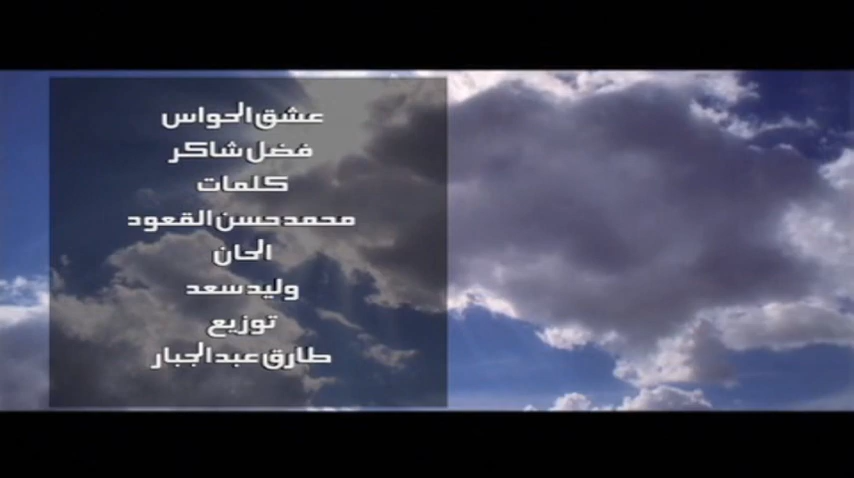 عشق الحواس
فضل شاكر
كلمات
محمد حسن القعود
الحان
وليد سعد
توزيع
طارق عبد الجبار